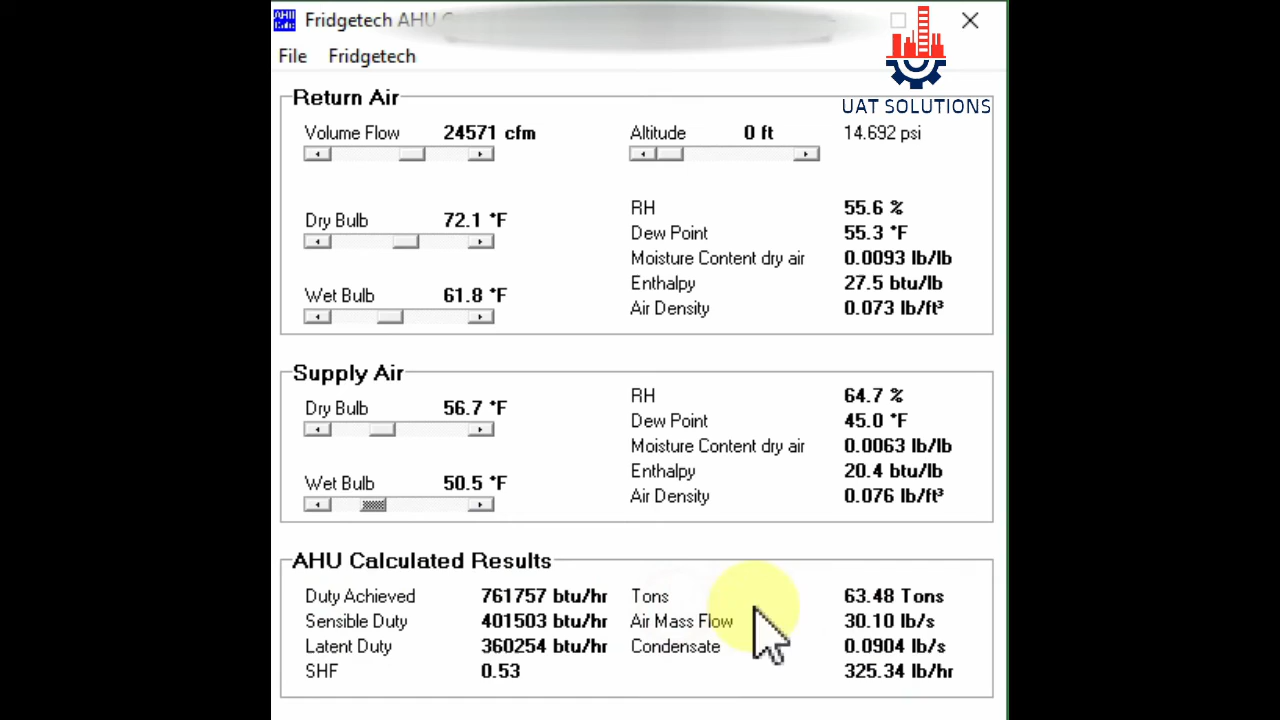 AHU Calc
Fridgetech AHU
File Fridgetech
UAT SOLUTIONS
Return Air
Volume Flow 24571 cfm Altitude 0 ft 14.692 psi
RH 55.6 %
Dry Bulb 72.1 °F Dew Point 55.3 °F
Moisture Content dry air 0.0093 lb/lb
Enthalpy 27.5 btu/lb
Wet Bulb 61.8 °F Air Density 0.073 lb/ft³
Supply Air
RH 64.7 %
Dry Bulb 56.7 °F Dew Point 45.0 °F
Moisture Content dry air 0.0063 lb/lb
Enthalpy 20.4 btu/lb
Wet Bulb 50.5 °F Air Density 0.076 lb/ft³
AHU Calculated Results
Duty Achieved 761757 btu/hr Tons 63.48 Tons
Sensible Duty 401503 btu/hr Air Mass Flow 30.10 lb/s
Latent Duty 360254 btu/hr Condensate 0.0904 lb/s
SHF 0.53 325.34 lb/hr